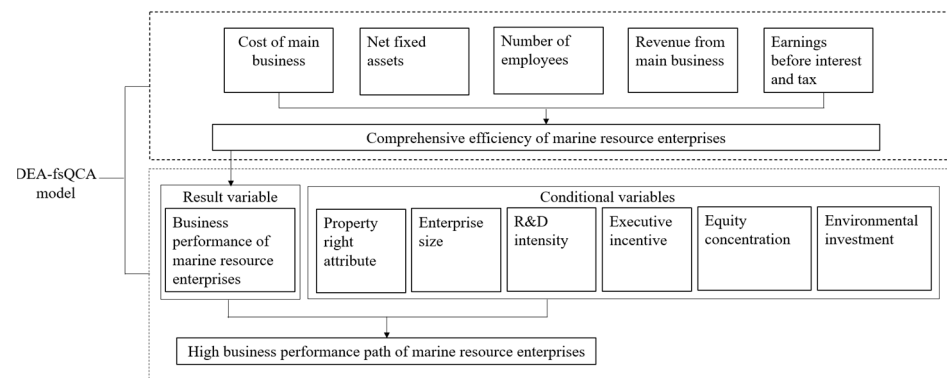 Cost of main
business
Net fixed
assets
Number of
employees
Revenue from
main business
Earnings
before interest
and tax
Comprehensive efficiency of marine resource enterprises
DEA-fsQCA
model
Result variable
Business
performance of
marine resource
enterprises
Conditional variables
Property
right
attribute
Enterprise
size
R&D
intensity
Executive
incentive
Equity
concentration
Environmental
investment
High business performance path of marine resource enterprises